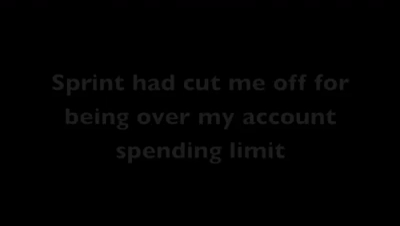 Sprint had cut me off for
being over my account
spending limit